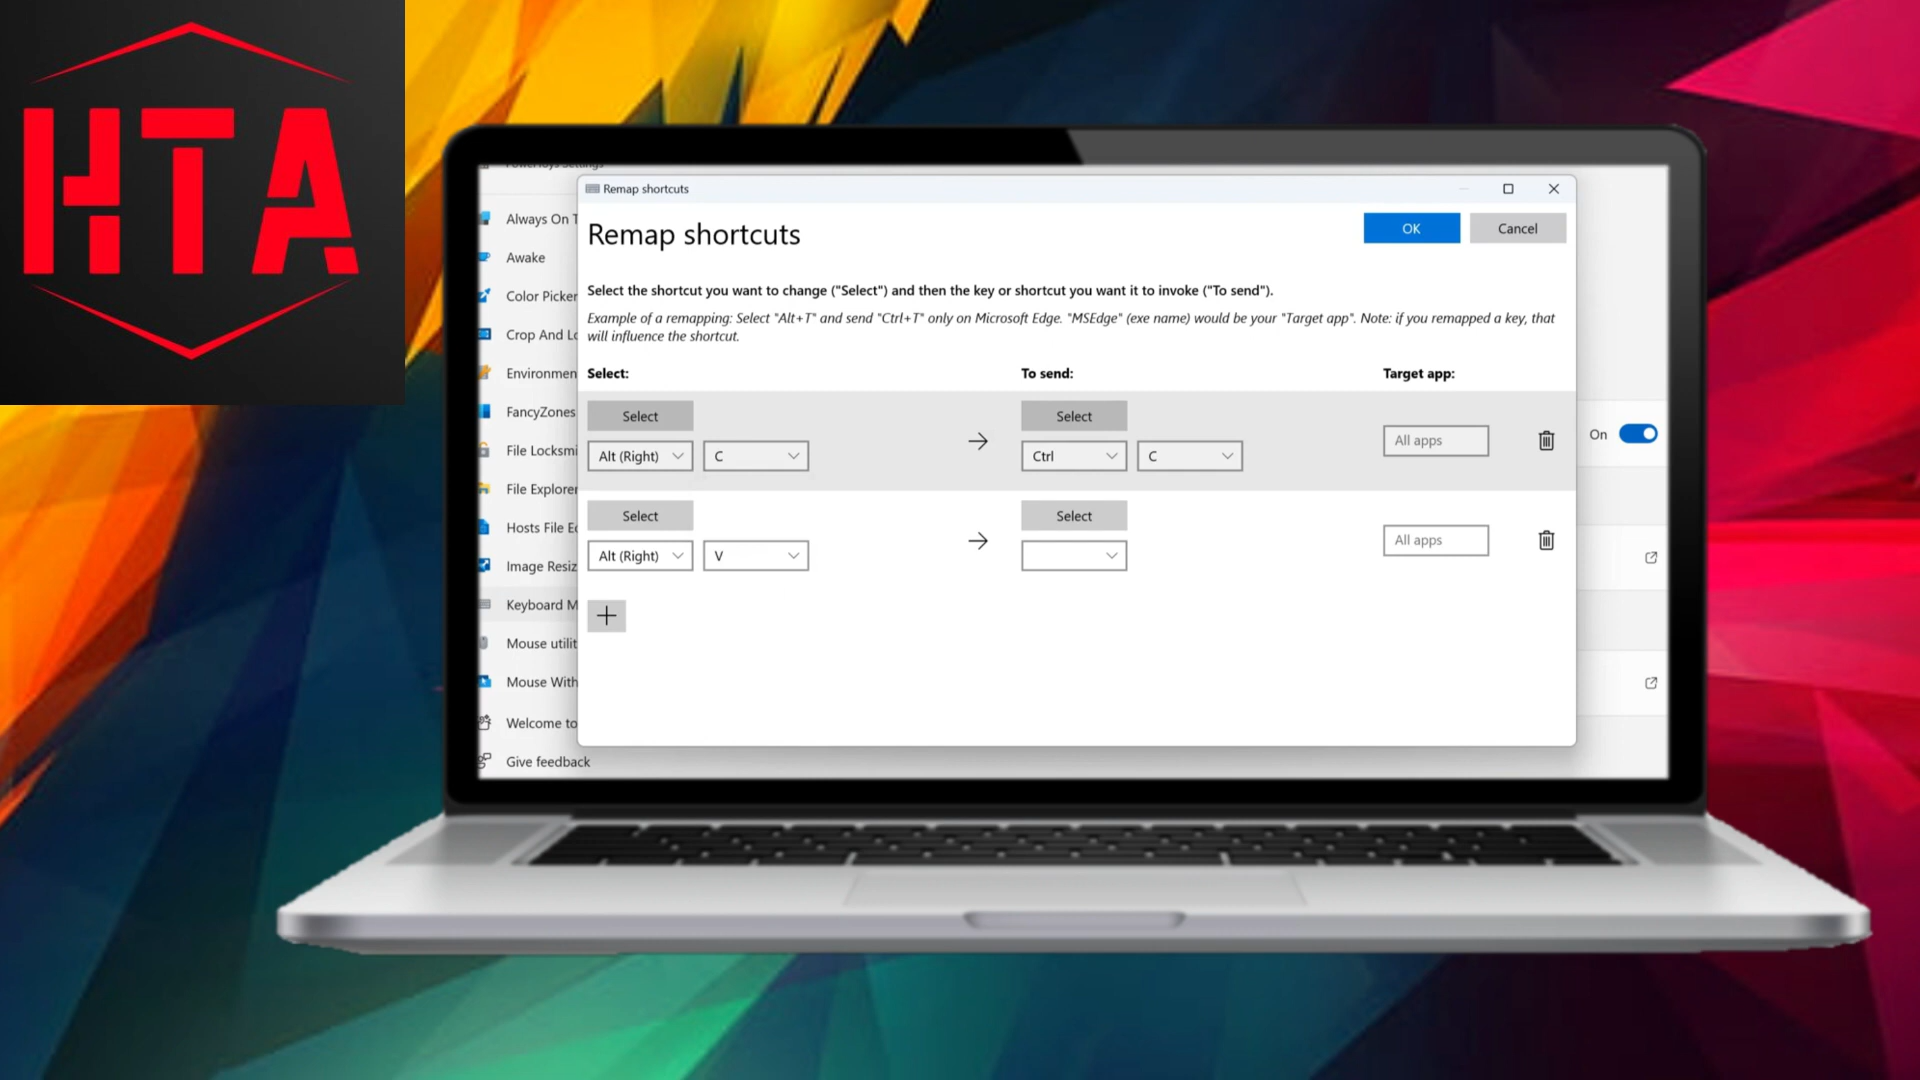 HTA
PowerToys Settings
Remap shortcuts
Always On T
Awake
Color Picker
Crop And Lo
Environmen
FancyZones
File Locksmi
File Explorer
Hosts File Ed
Image Resiz
Keyboard M
Mouse utilit
Mouse With
Welcome to
Give feedback
Remap shortcuts
OK
Cancel
Select the shortcut you want to change ("Select") and then the key or shortcut you want it to invoke ("To send").
Example of a remapping: Select "Alt+T" and send "Ctrl+T" only on Microsoft Edge. "MSEdge" (exe name) would be your "Target app". Note: if you remapped a key, that
will influence the shortcut.
Select: To send: Target app:
Select Select
Alt (Right) C Ctrl C All apps
Select Select
Alt (Right) V All apps
On